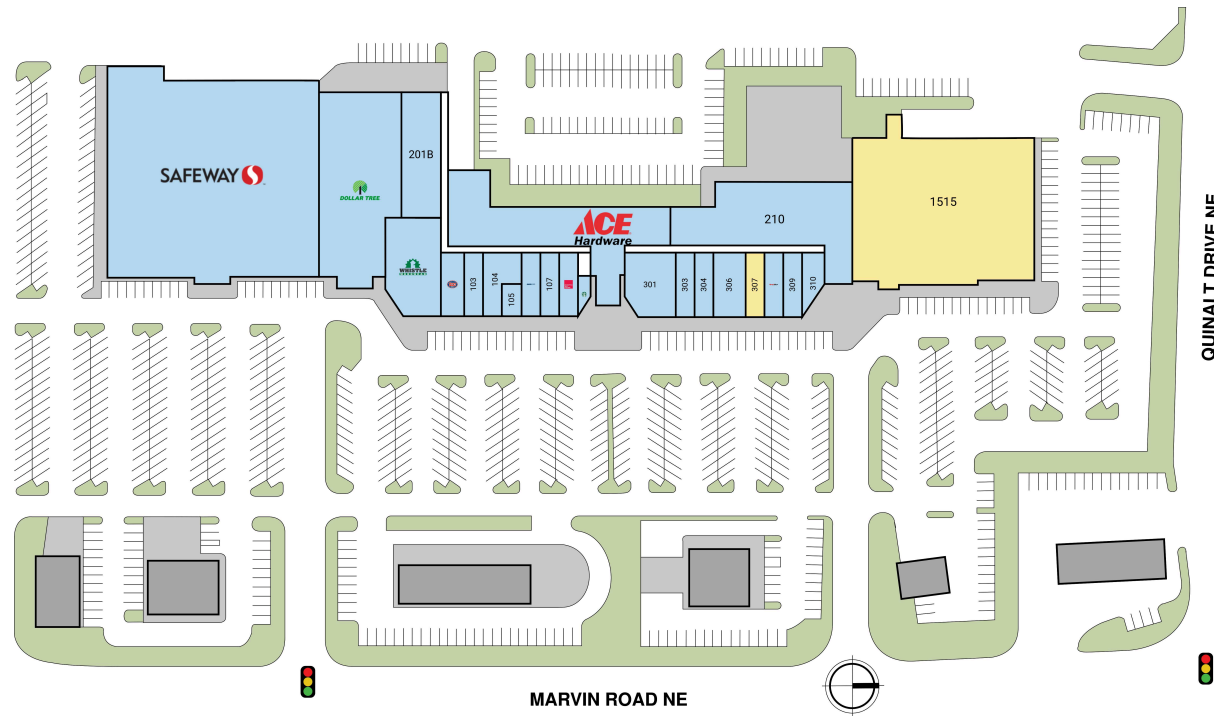 201B
SAFEWAY
DOLLAR TREE
ACE
Hardware
210
1515
WHISTLE
103
104
105
107
301
303
304
306
307
309
310
QUINALT DRIVE NE
MARVIN ROAD NE